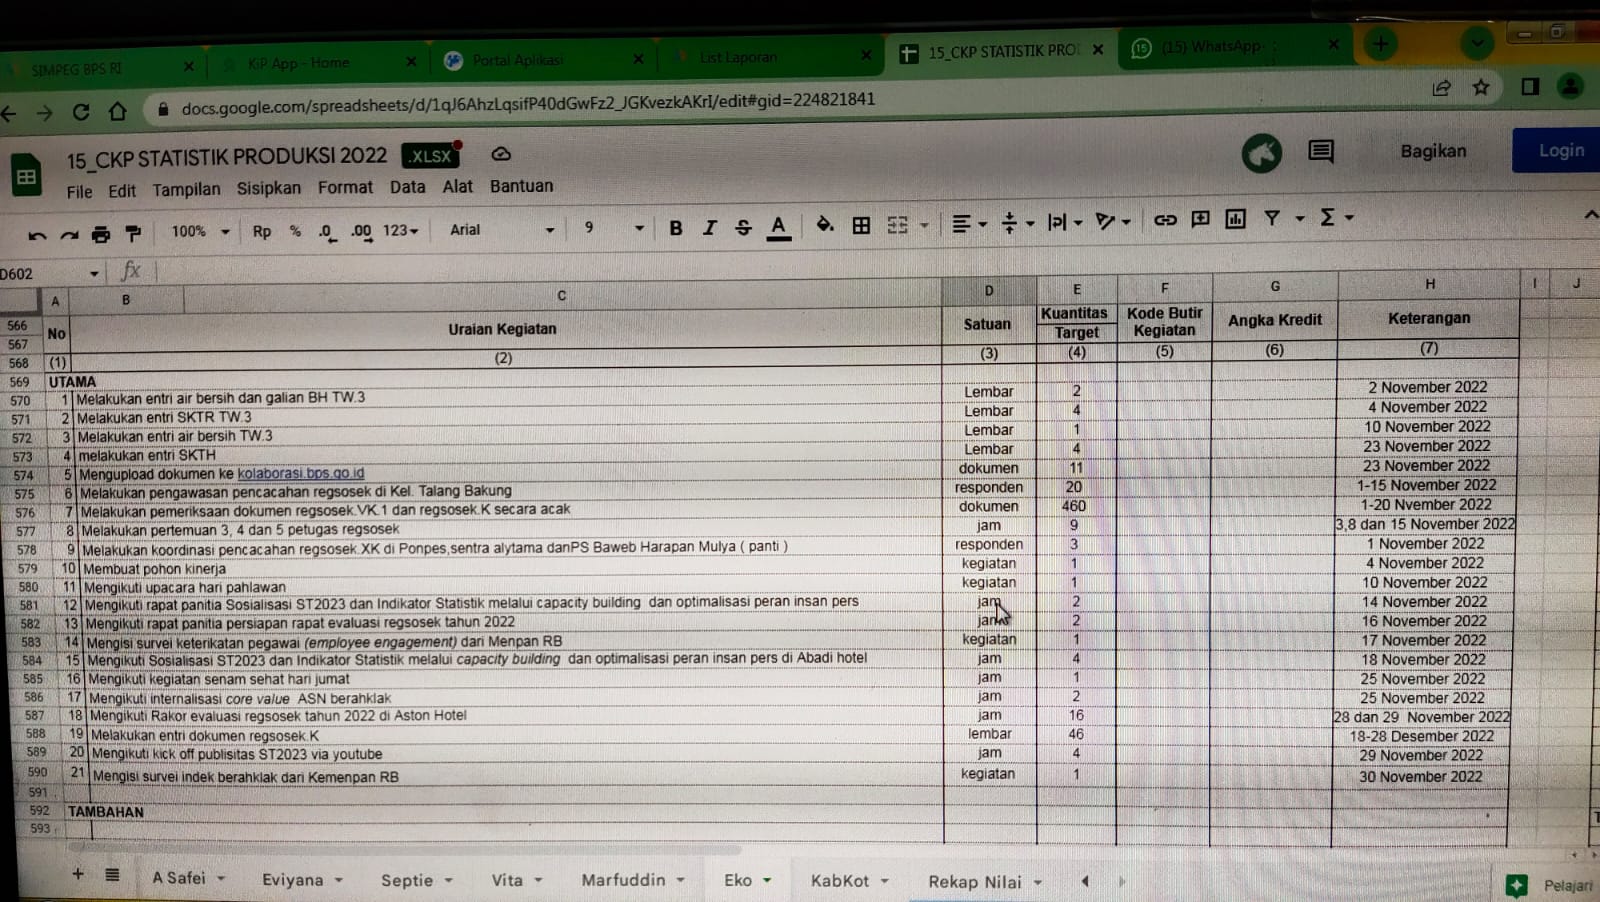 SIMPEG BPS RI
KiP App - Home
Portal Aplikasi
List Laporan
15_CKP STATISTIK PRO
(15) WhatsApp
docs.google.com/spreadsheets/d/1qJ6AhzLqsifP40dGwFz2_JGKvezkAKrI/edit#gid=224821841
15_CKP STATISTIK PRODUKSI 2022 .XLSX
Bagikan
Login
File Edit Tampilan Sisipkan Format Data Alat Bantuan
100% Rp % .0 .00 123 Arial 9 B I S A
D602 fx
A B C D E F G H I J
566 No Uraian Kegiatan Satuan Kuantitas Kode Butir Kegiatan Angka Kredit Keterangan
567 Target
568 (1) (2) (3) (4) (5) (6) (7)
569 UTAMA
570 1 Melakukan entri air bersih dan galian BH TW.3 Lembar 2 2 November 2022
571 2 Melakukan entri SKTR TW.3 Lembar 4 4 November 2022
572 3 Melakukan entri air bersih TW.3 Lembar 1 10 November 2022
573 4 melakukan entri SKTH Lembar 4 23 November 2022
574 5 Mengupload dokumen ke kolaborasi.bps.go.id dokumen 11 23 November 2022
575 6 Melakukan pengawasan pencacahan regsosek di Kel. Talang Bakung responden 20 1-15 November 2022
576 7 Melakukan pemeriksaan dokumen regsosek.VK.1 dan regsosek.K secara acak dokumen 460 1-20 Nvember 2022
577 8 Melakukan pertemuan 3, 4 dan 5 petugas regsosek jam 9 3,8 dan 15 November 2022
578 9 Melakukan koordinasi pencacahan regsosek.XK di Ponpes,sentra alytama danPS Baweb Harapan Mulya ( panti ) responden 3 1 November 2022
579 10 Membuat pohon kinerja kegiatan 1 4 November 2022
580 11 Mengikuti upacara hari pahlawan kegiatan 1 10 November 2022
581 12 Mengikuti rapat panitia Sosialisasi ST2023 dan Indikator Statistik melalui capacity building dan optimalisasi peran insan pers jam 2 14 November 2022
582 13 Mengikuti rapat panitia persiapan rapat evaluasi regsosek tahun 2022 jam 2 16 November 2022
583 14 Mengisi survei keterikatan pegawai (employee engagement) dari Menpan RB kegiatan 1 17 November 2022
584 15 Mengikuti Sosialisasi ST2023 dan Indikator Statistik melalui capacity building dan optimalisasi peran insan pers di Abadi hotel jam 4 18 November 2022
585 16 Mengikuti kegiatan senam sehat hari jumat jam 1 25 November 2022
586 17 Mengikuti internalisasi core value ASN berahklak jam 2 25 November 2022
587 18 Mengikuti Rakor evaluasi regsosek tahun 2022 di Aston Hotel jam 16 28 dan 29 November 2022
588 19 Melakukan entri dokumen regsosek.K lembar 46 18-28 Desember 2022
589 20 Mengikuti kick off publisitas ST2023 via youtube jam 4 29 November 2022
590 21 Mengisi survei indek berahklak dari Kemenpan RB kegiatan 1 30 November 2022
591
592 TAMBAHAN
593
A Safei Eviyana Septie Vita Marfuddin Eko KabKot Rekap Nilai
Pelajari